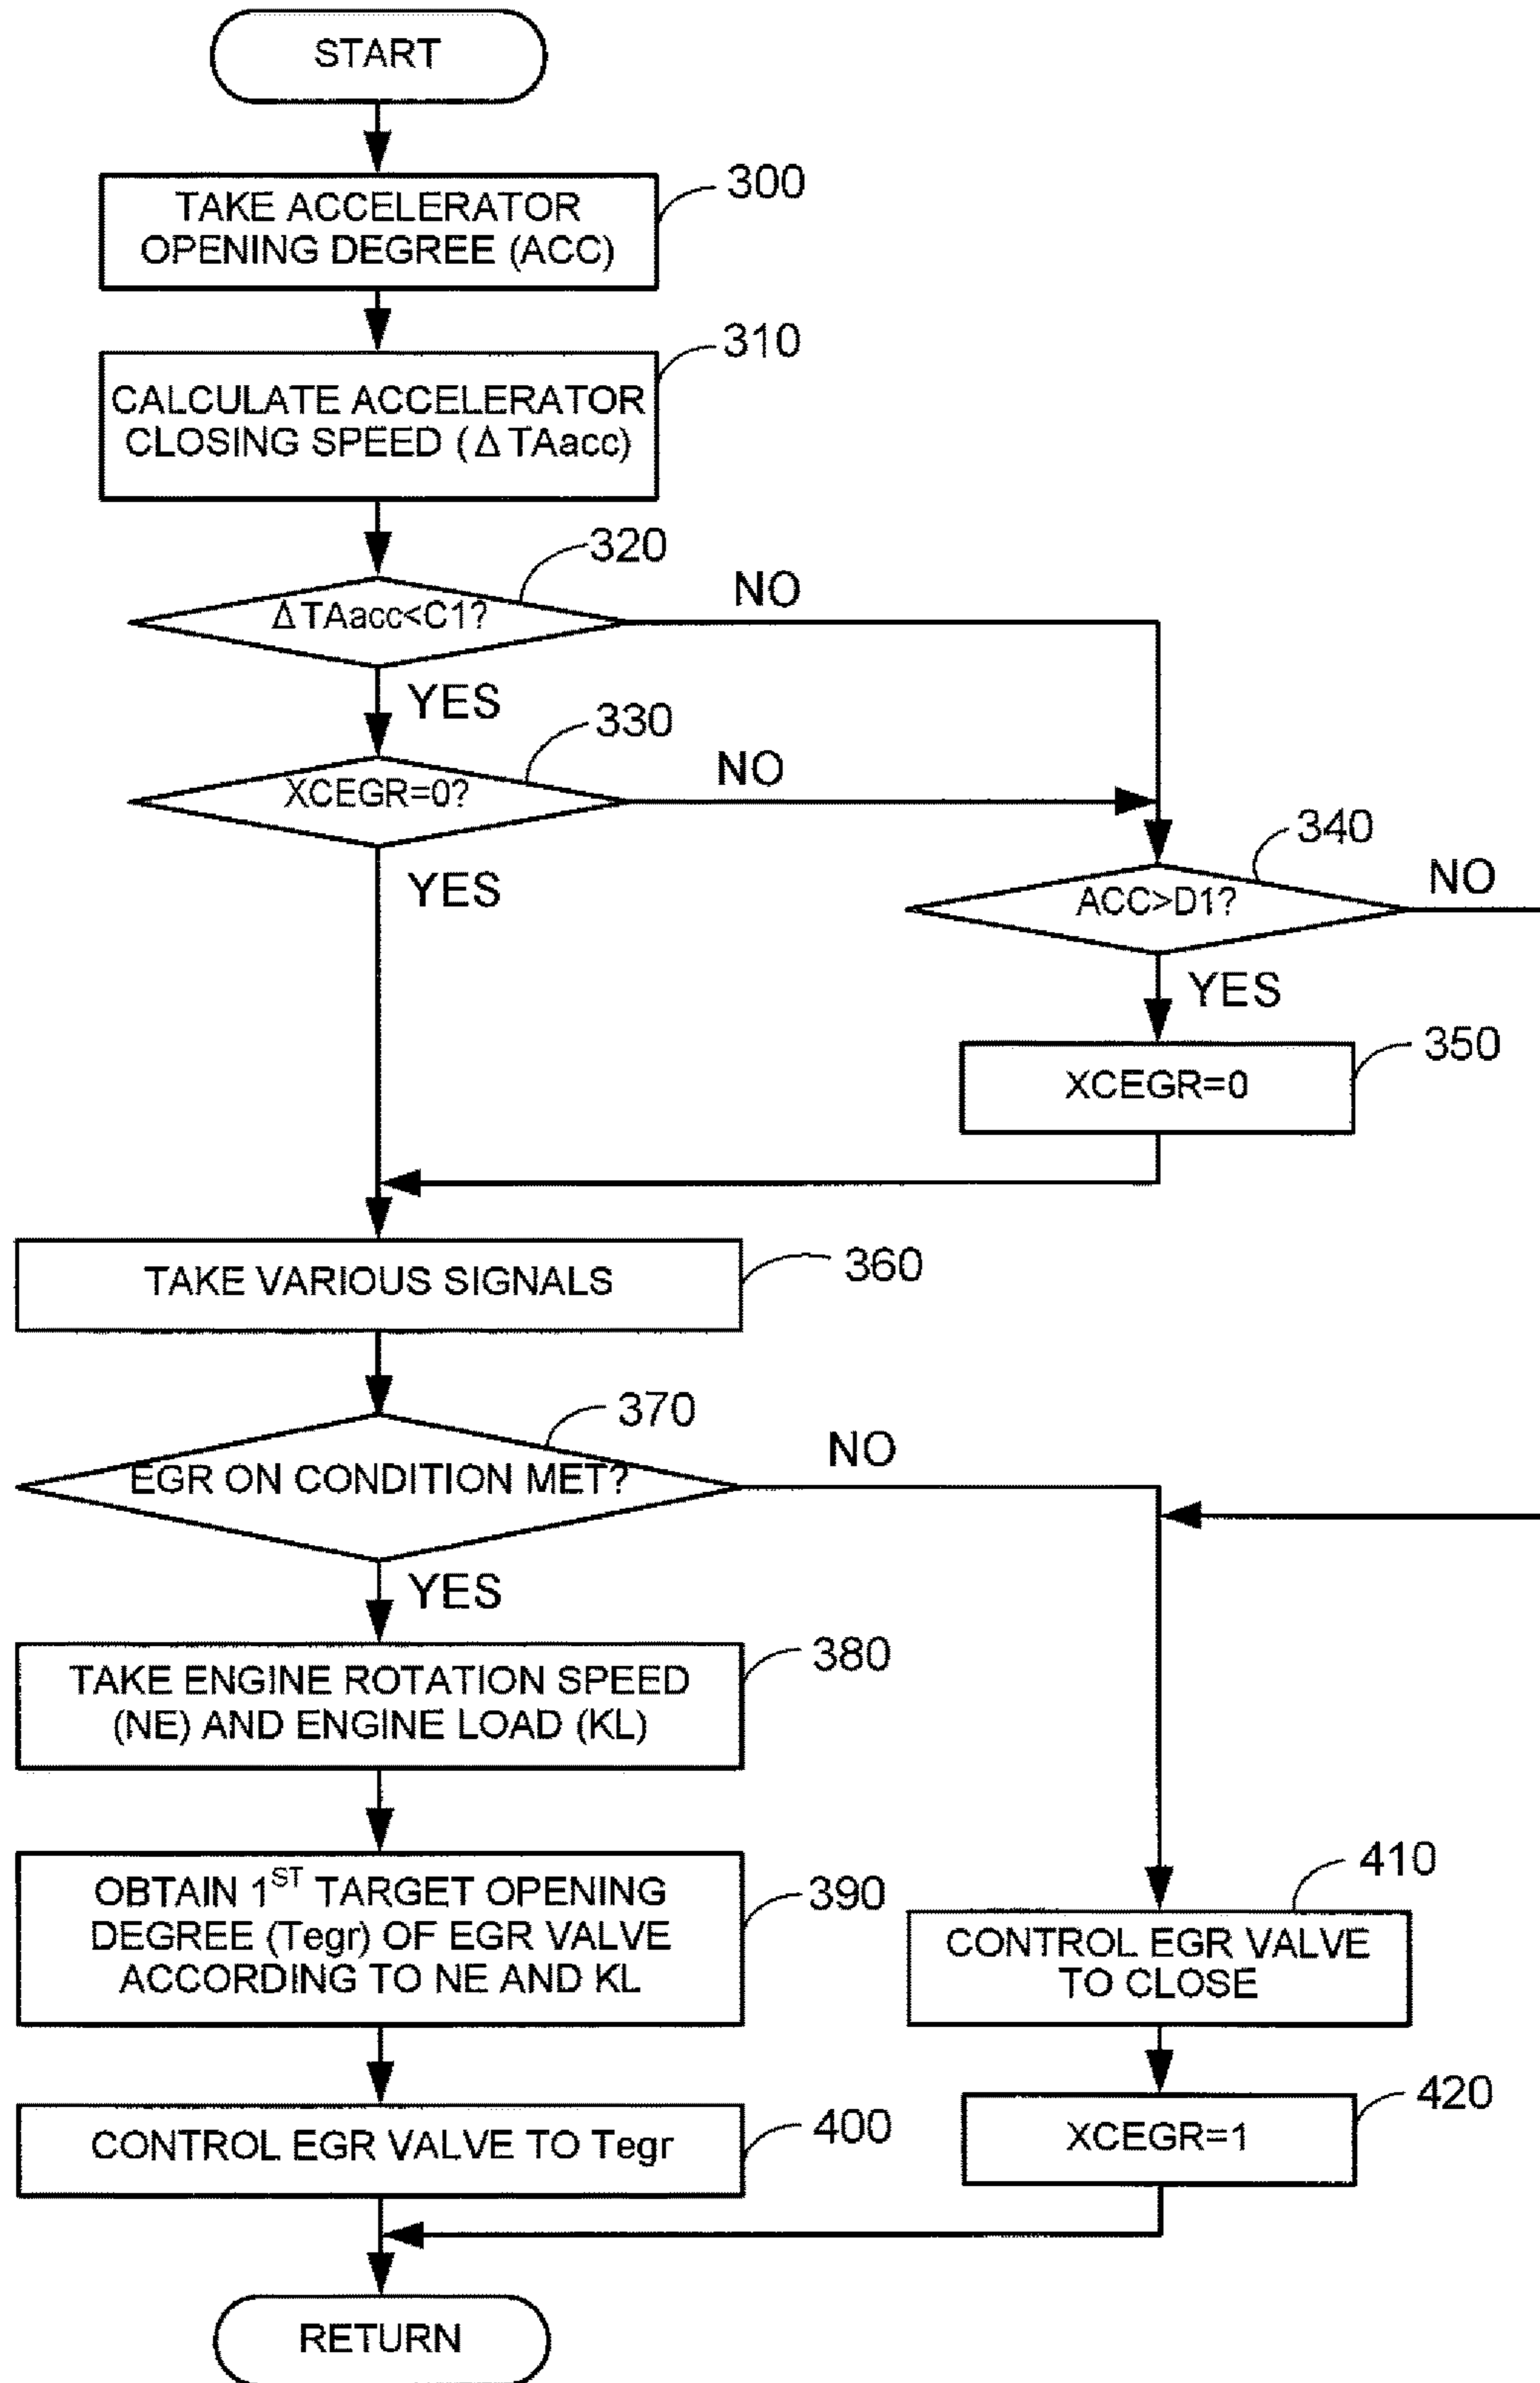 START
300
TAKE ACCELERATOR
OPENING DEGREE (ACC)
310
CALCULATE ACCELERATOR
CLOSING SPEED (Δ TAacc)
320
Δ TAacc<C1?
NO
YES
330
XCEGR=0?
NO
YES
340
ACC>D1?
NO
YES
350
XCEGR=0
360
TAKE VARIOUS SIGNALS
370
EGR ON CONDITION MET?
NO
YES
380
TAKE ENGINE ROTATION SPEED
(NE) AND ENGINE LOAD (KL)
390
OBTAIN 1ST TARGET OPENING
DEGREE (Tegr) OF EGR VALVE
ACCORDING TO NE AND KL
410
CONTROL EGR VALVE
TO CLOSE
400
CONTROL EGR VALVE TO Tegr
420
XCEGR=1
RETURN